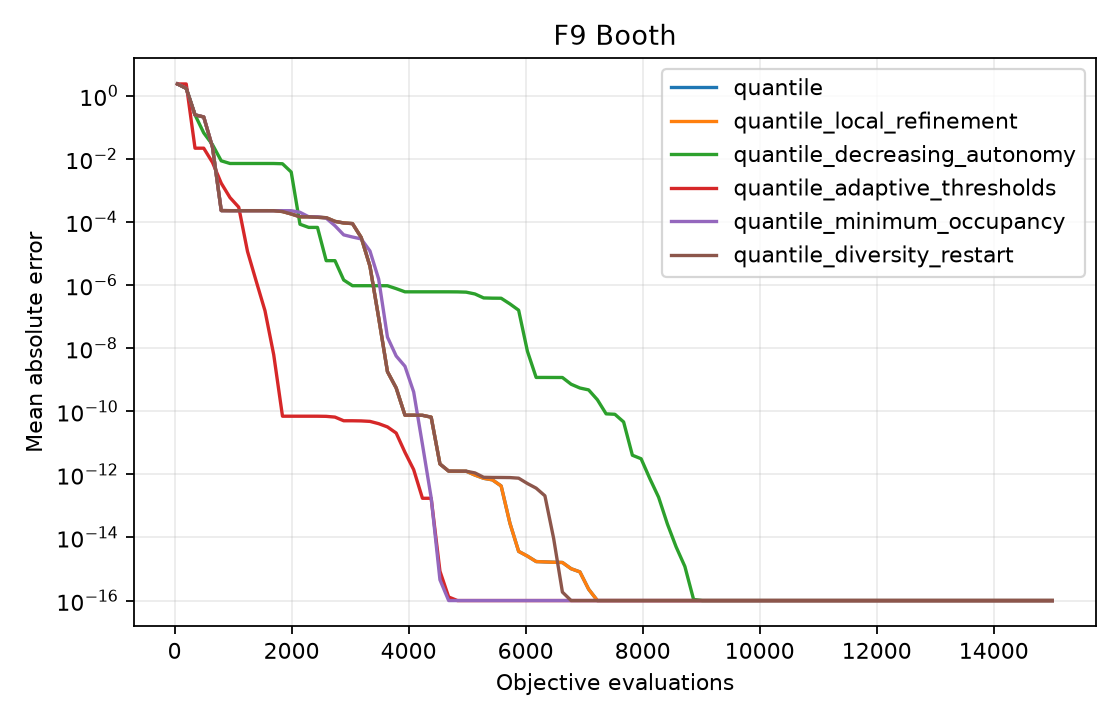 F9 Booth
Mean absolute error
10^0
10^−2
10^−4
10^−6
10^−8
10^−10
10^−12
10^−14
10^−16
quantile
quantile_local_refinement
quantile_decreasing_autonomy
quantile_adaptive_thresholds
quantile_minimum_occupancy
quantile_diversity_restart
0 2000 4000 6000 8000 10000 12000 14000
Objective evaluations